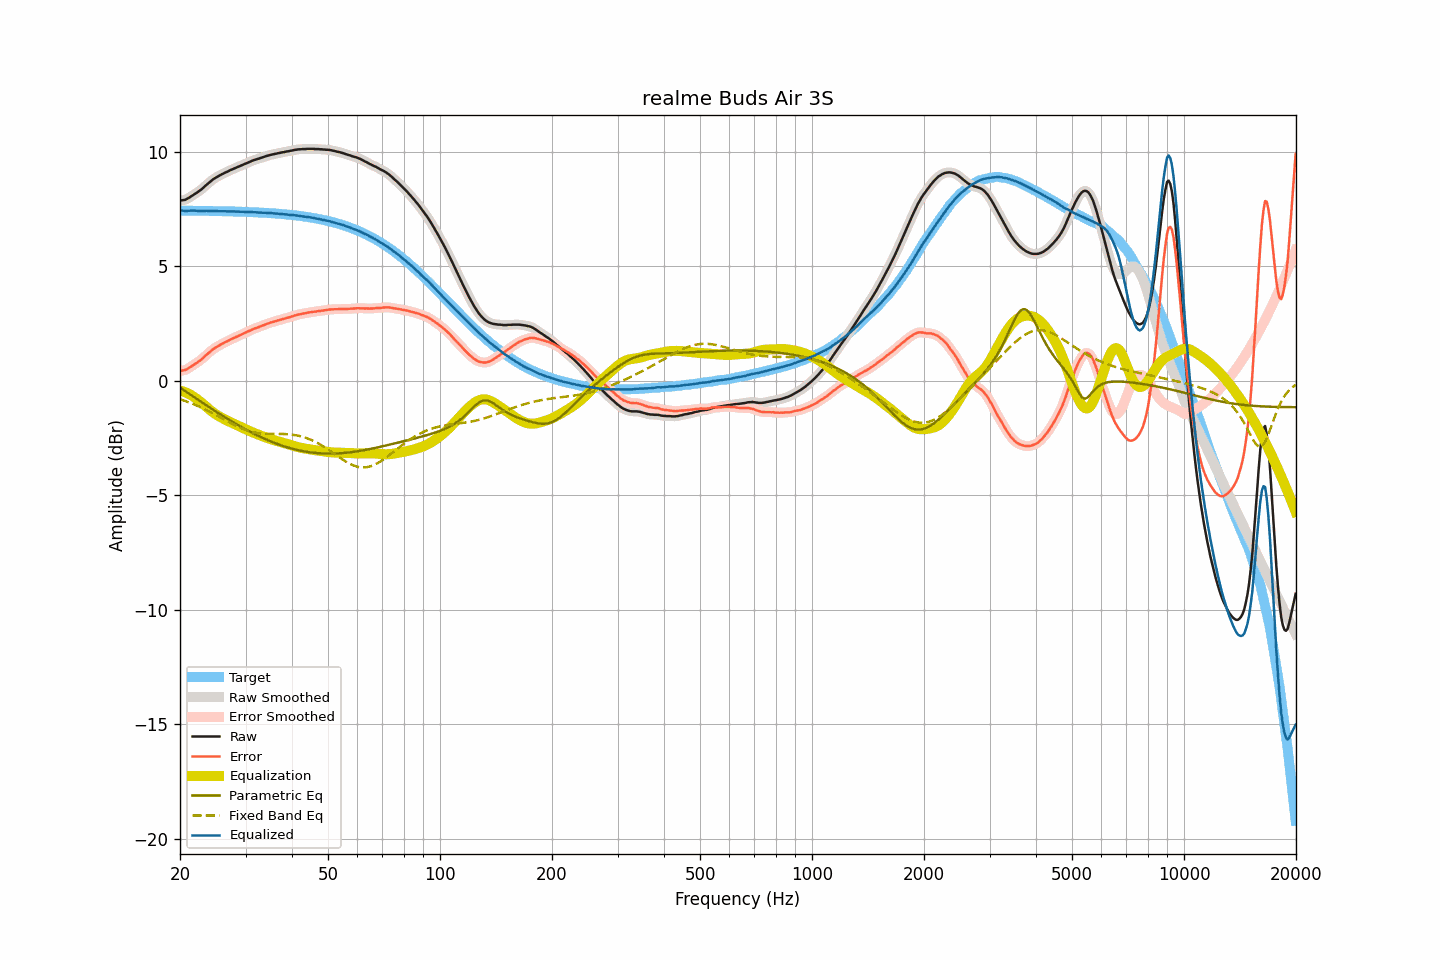 realme Buds Air 3S
Amplitude (dBr)
10
5
0
−5
−10
−15
−20
Target
Raw Smoothed
Error Smoothed
Raw
Error
Equalization
Parametric Eq
Fixed Band Eq
Equalized
20 50 100 200 500 1000 2000 5000 10000 20000
Frequency (Hz)